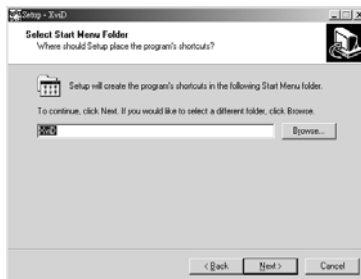 Setup - XviD
Select Start Menu Folder
Where should Setup place the program's shortcuts?
Setup will create the program's shortcuts in the following Start Menu folder.
To continue, click Next. If you would like to select a different folder, click Browse.
XviD
Browse...
< Back
Next >
Cancel